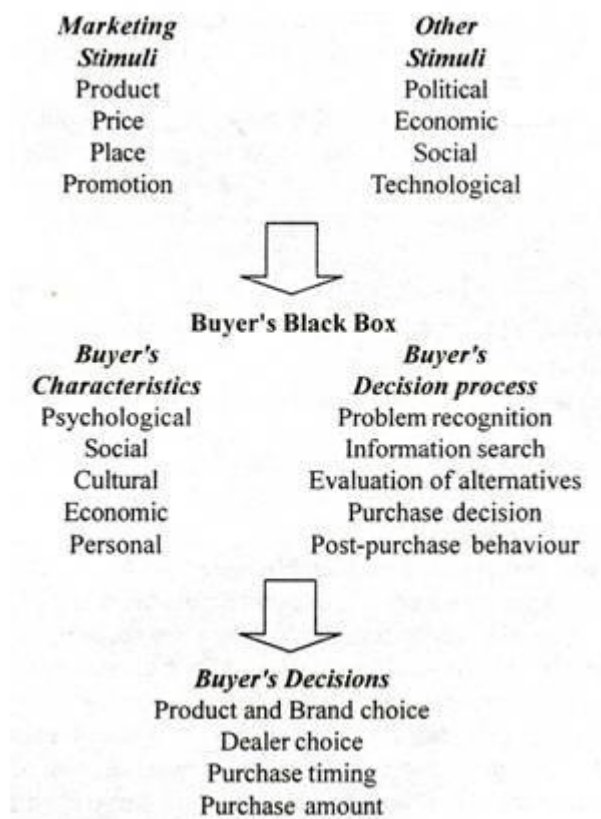 Marketing
Stimuli
Product
Price
Place
Promotion
Other
Stimuli
Political
Economic
Social
Technological
Buyer's Black Box
Buyer's
Characteristics
Psychological
Social
Cultural
Economic
Personal
Buyer's
Decision process
Problem recognition
Information search
Evaluation of alternatives
Purchase decision
Post-purchase behaviour
Buyer's Decisions
Product and Brand choice
Dealer choice
Purchase timing
Purchase amount